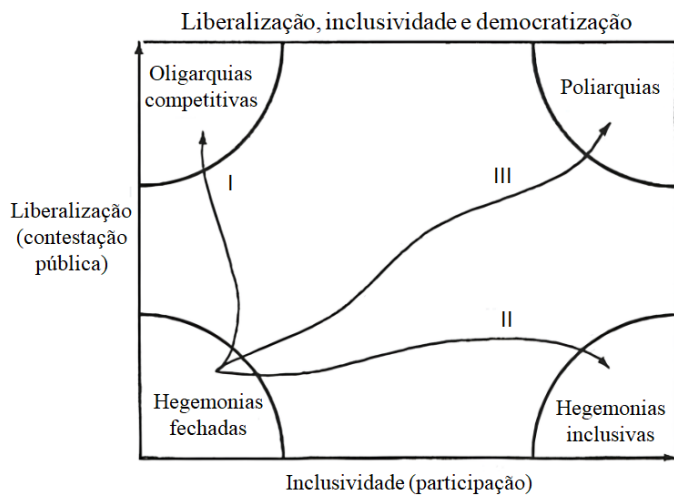 Liberalização, inclusividade e democratização
Oligarquias
competitivas
Poliarquias
I
III
Liberalização
(contestação
pública)
II
Hegemonias
fechadas
Hegemonias
inclusivas
Inclusividade (participação)